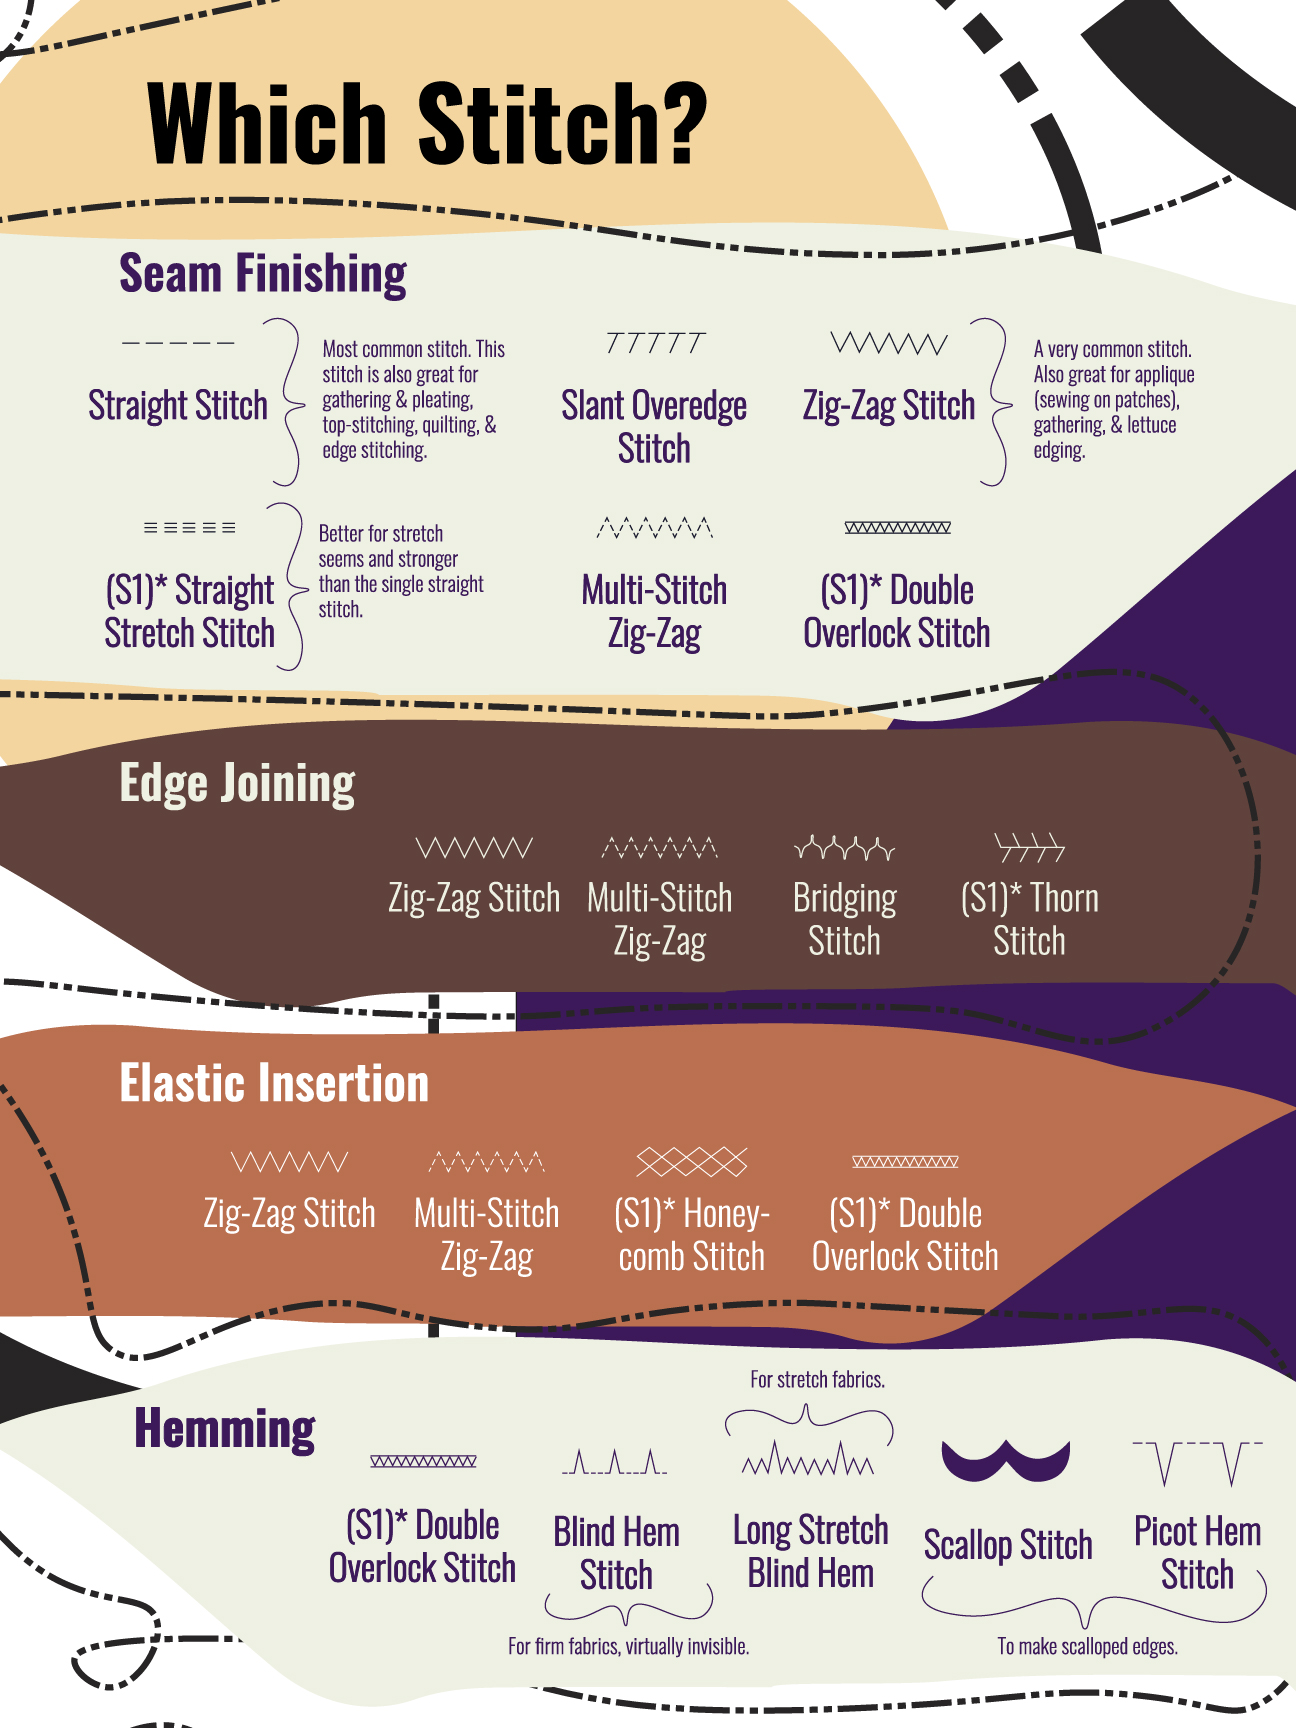 Which Stitch?
Seam Finishing
Straight Stitch
Most common stitch. This
stitch is also great for
gathering & pleating,
top-stitching, quilting, &
edge stitching.
Slant Overedge
Stitch
Zig-Zag Stitch
A very common stitch.
Also great for applique
(sewing on patches),
gathering, & lettuce
edging.
(S1)* Straight
Stretch Stitch
Better for stretch
seems and stronger
than the single straight
stitch.
Multi-Stitch
Zig-Zag
(S1)* Double
Overlock Stitch
Edge Joining
Zig-Zag Stitch
Multi-Stitch
Zig-Zag
Bridging
Stitch
(S1)* Thorn
Stitch
Elastic Insertion
Zig-Zag Stitch
Multi-Stitch
Zig-Zag
(S1)* Honey-
comb Stitch
(S1)* Double
Overlock Stitch
Hemming
(S1)* Double
Overlock Stitch
Blind Hem
Stitch
For firm fabrics, virtually invisible.
For stretch fabrics.
Long Stretch
Blind Hem
Scallop Stitch
Picot Hem
Stitch
To make scalloped edges.